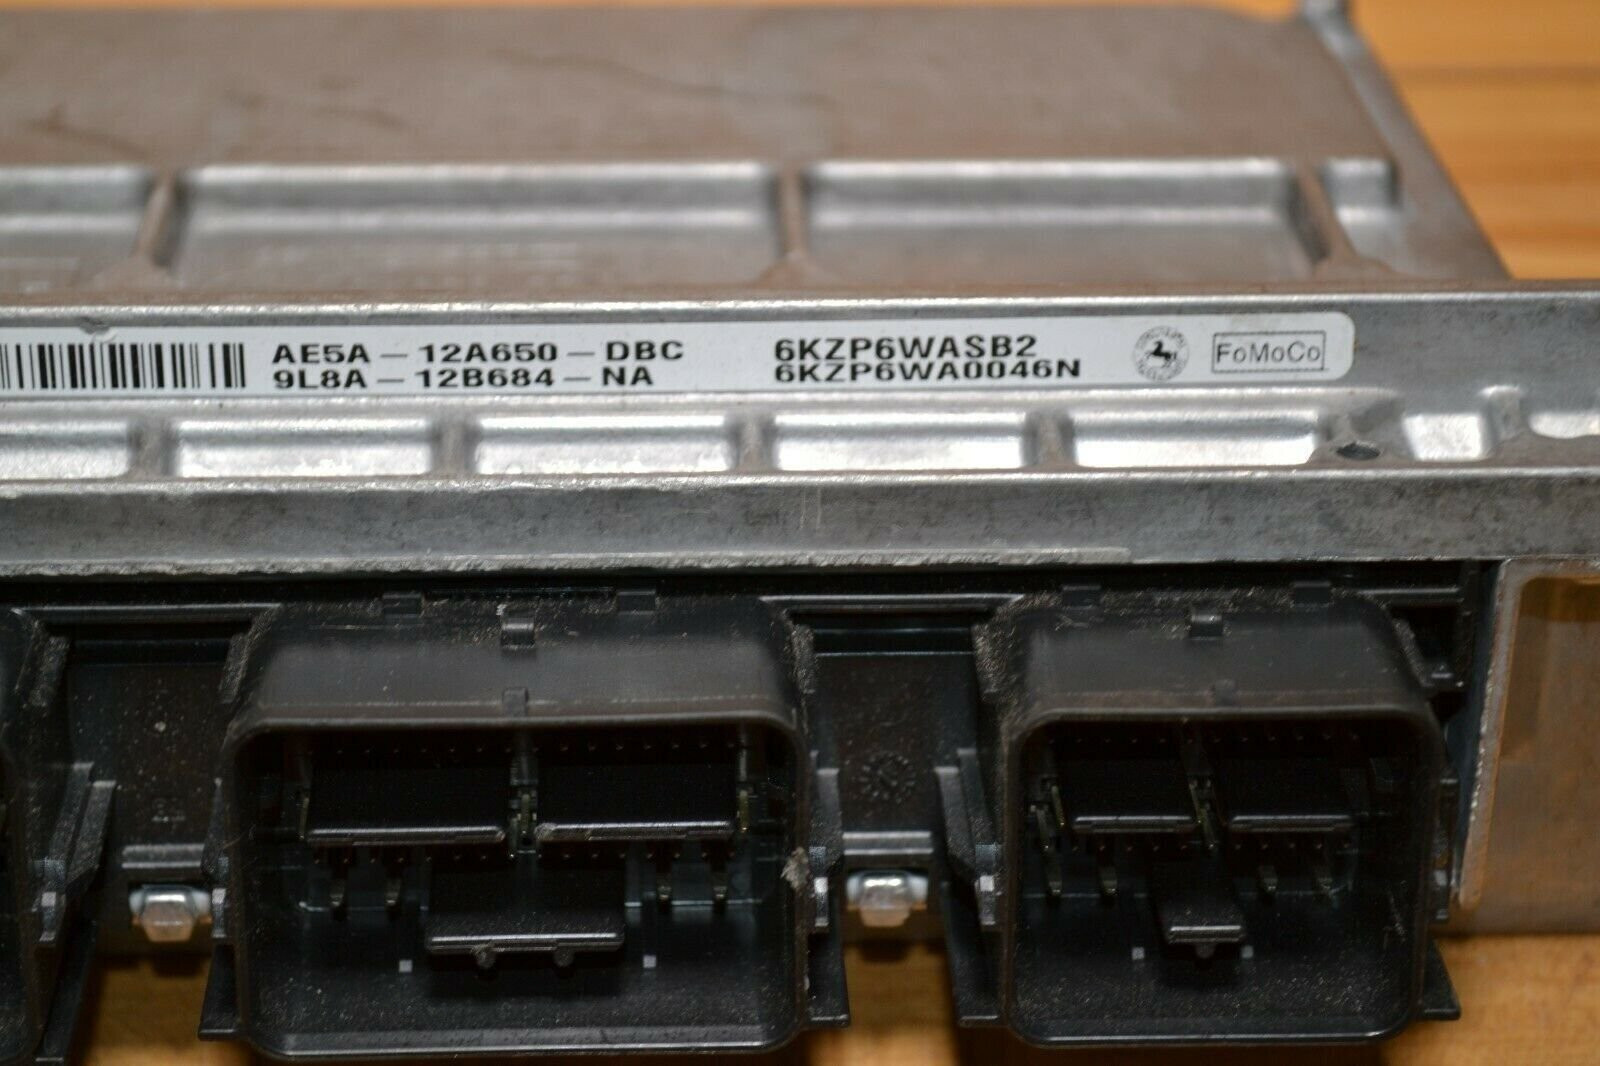 AE5A-12A650-DBC 6KZP6WASB2
9L8A-12B684-NA 6KZP6WA0046N
FoMoCo